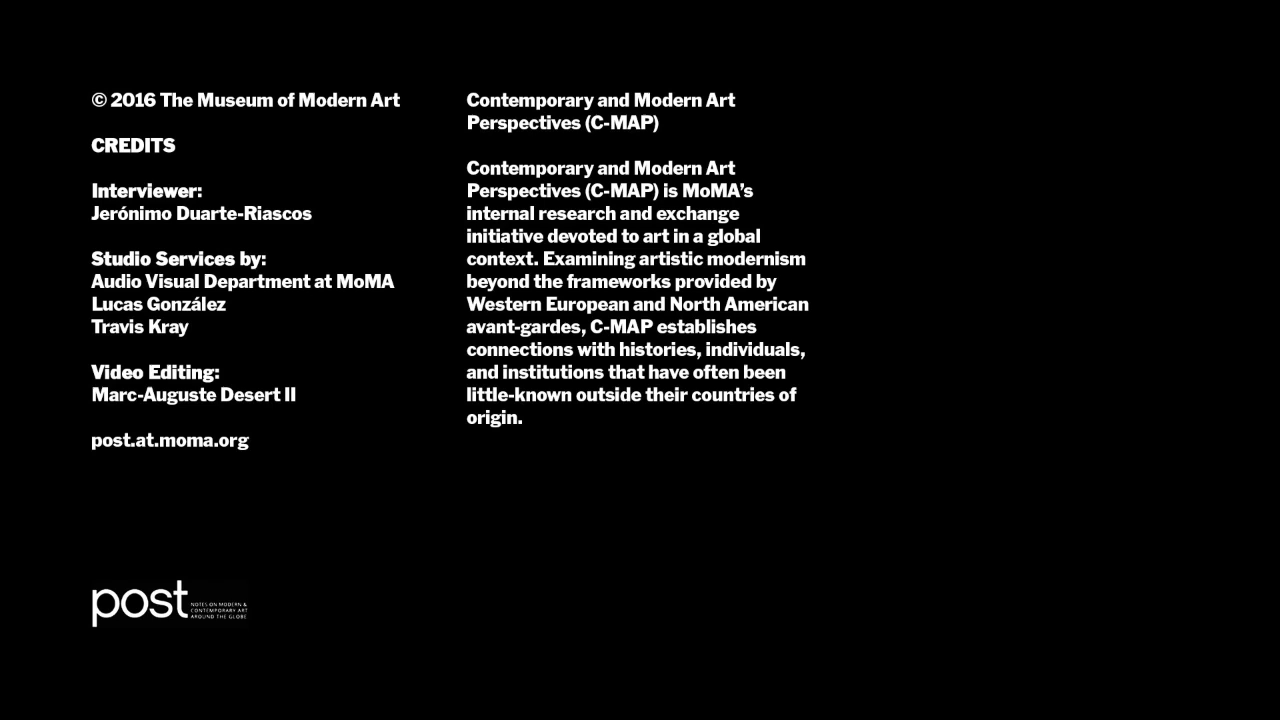 © 2016 The Museum of Modern Art
CREDITS
Interviewer:
Jerónimo Duarte-Riascos
Studio Services by:
Audio Visual Department at MoMA
Lucas González
Travis Kray
Video Editing:
Marc-Auguste Desert II
post.at.moma.org
Contemporary and Modern Art
Perspectives (C-MAP)
Contemporary and Modern Art
Perspectives (C-MAP) is MoMA’s
internal research and exchange
initiative devoted to art in a global
context. Examining artistic modernism
beyond the frameworks provided by
Western European and North American
avant-gardes, C-MAP establishes
connections with histories, individuals,
and institutions that have often been
little-known outside their countries of
origin.
post
NOTES ON MODERN &
CONTEMPORARY ART
AROUND THE GLOBE